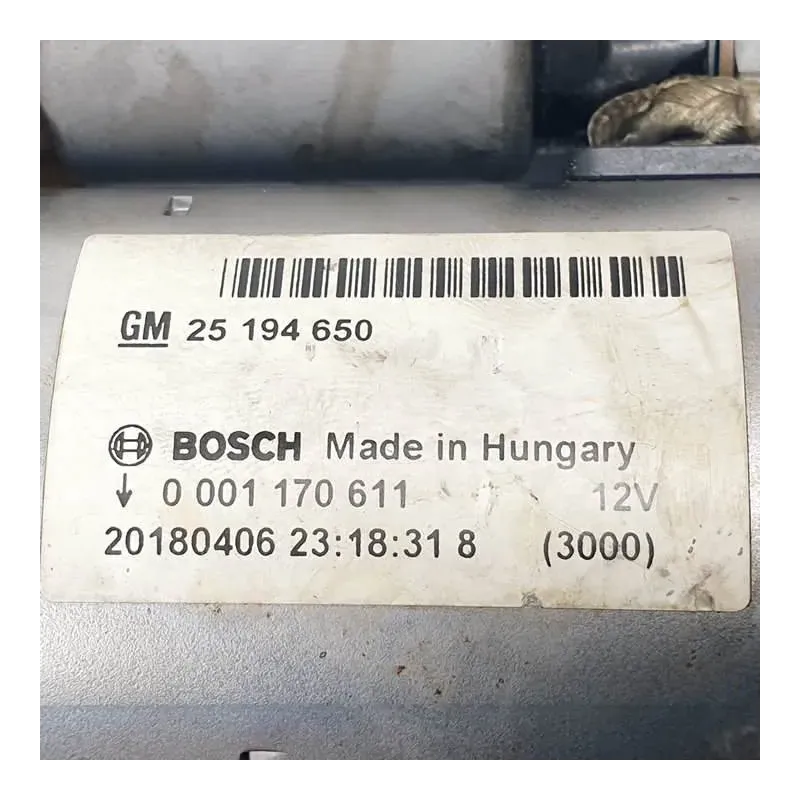 GM 25 194 650
BOSCH Made in Hungary
↓ 0 001 170 611 12V
20180406 23:18:31 8 (3000)